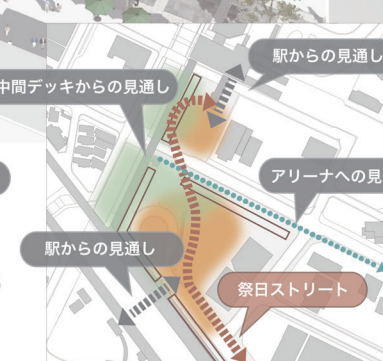 駅からの見通し
中間デッキからの見通し
アリーナへの見
駅からの見通し
祭日ストリート